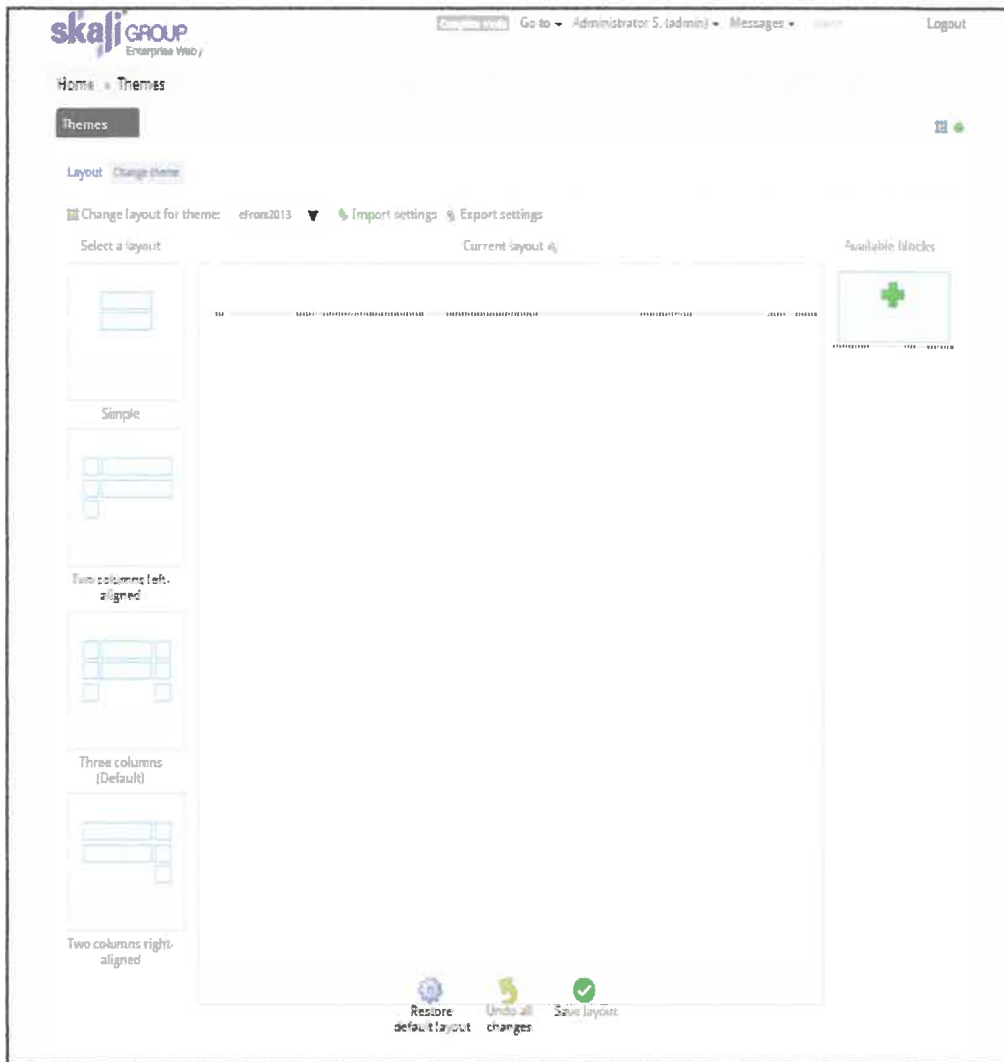 skali GROUP
Enterprise Web
Go to Administrator S. (admin) Messages Logout
Home » Themes
Themes
Layout Change theme
Change layout for theme: eFront2013 Import settings Export settings
Select a layout Current layout Available blocks
Simple
Two columns left-
aligned
Three columns
(Default)
Two columns right-
aligned
Restore
default layout
Undo all
changes
Save layout